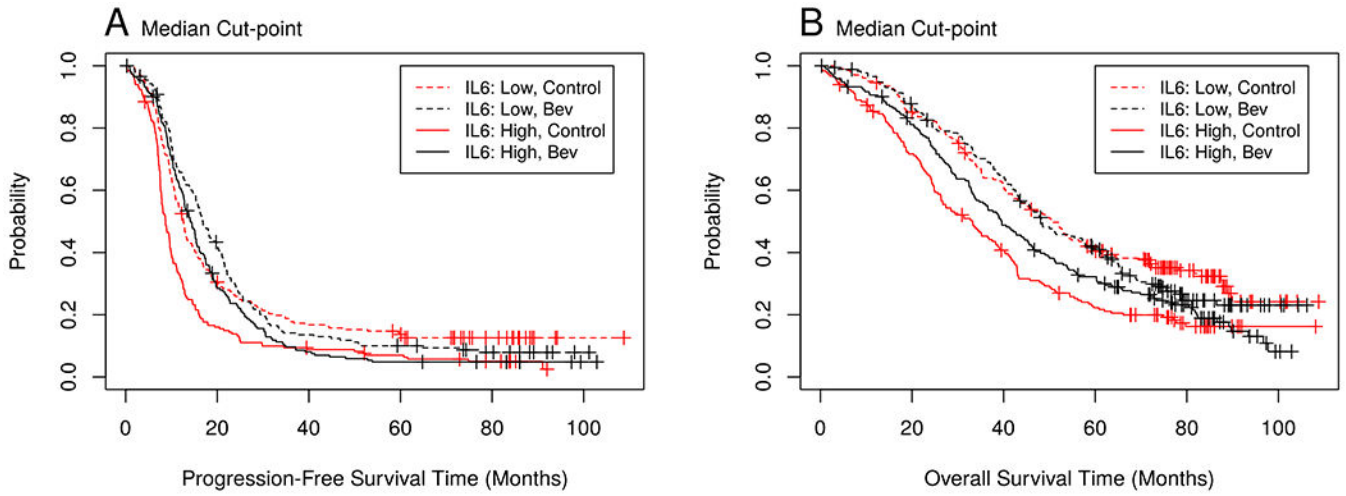 A Median Cut-point
IL6: Low, Control
IL6: Low, Bev
IL6: High, Control
IL6: High, Bev
Probability
1.0
0.8
0.6
0.4
0.2
0.0
0 20 40 60 80 100
Progression-Free Survival Time (Months)
B Median Cut-point
IL6: Low, Control
IL6: Low, Bev
IL6: High, Control
IL6: High, Bev
Probability
1.0
0.8
0.6
0.4
0.2
0.0
0 20 40 60 80 100
Overall Survival Time (Months)